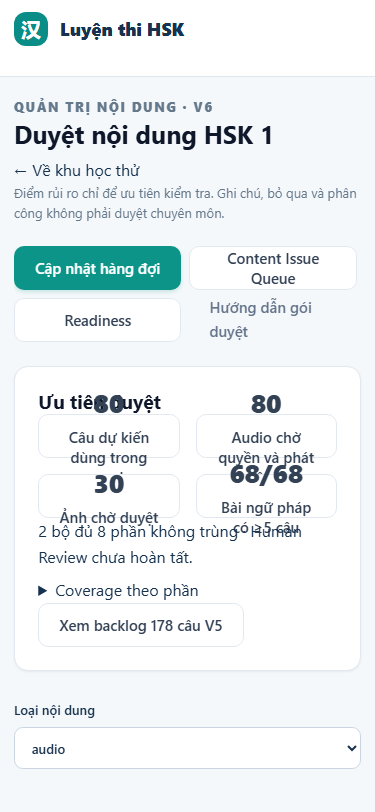 汉 Luyện thi HSK
QUẢN TRỊ NỘI DUNG · V6
Duyệt nội dung HSK 1
← Về khu học thử
Điểm rủi ro chỉ để ưu tiên kiểm tra. Ghi chú, bỏ qua và phân
công không phải duyệt chuyên môn.
Cập nhật hàng đợi
Content Issue
Queue
Readiness
Hướng dẫn gói
duyệt
Ưu tiên duyệt
80
Câu dự kiến
dùng trong
80
Audio chờ
quyền và phát
30
Ảnh chờ duyệt
68/68
Bài ngữ pháp
có ≥5 câu
2 bộ đủ 8 phần không trùng · Human
Review chưa hoàn tất.
▶ Coverage theo phần
Xem backlog 178 câu V5
Loại nội dung
audio